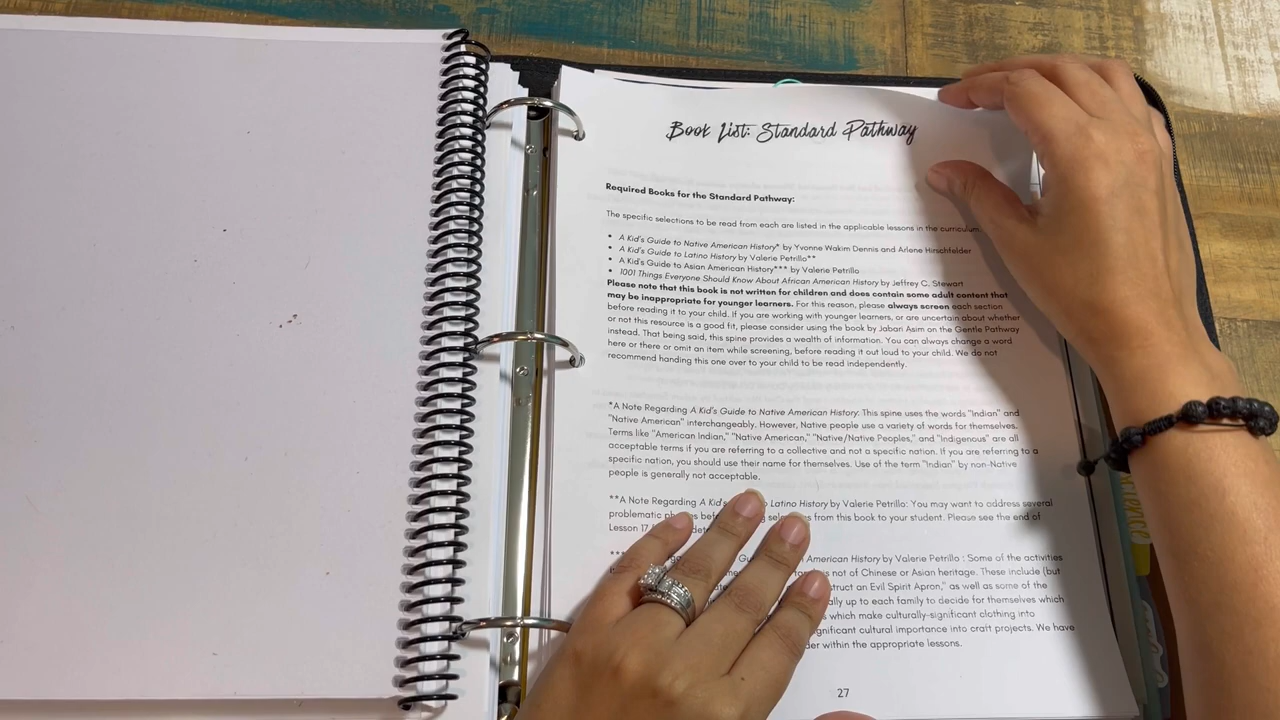 Book List: Standard Pathway
Required Books for the Standard Pathway:
The specific selections to be read from each are listed in the applicable lessons in the curriculum.
• A Kid's Guide to Native American History* by Yvonne Wakim Dennis and Arlene Hirschfelder
• A Kid's Guide to Latino History by Valerie Petrillo**
• A Kid's Guide to Asian American History*** by Valerie Petrillo
• 1001 Things Everyone Should Know About African American History by Jeffrey C. Stewart
Please note that this book is not written for children and does contain some adult content that
may be inappropriate for younger learners. For this reason, please always screen each section
before reading it to your child. If you are working with younger learners, or are uncertain about whether
or not this resource is a good fit, please consider using the book by Jabari Asim on the Gentle Pathway
instead. That being said, this spine provides a wealth of information. You can always change a word
here or there or omit an item while screening, before reading it out loud to your child. We do not
recommend handing this one over to your child to be read independently.
*A Note Regarding A Kid's Guide to Native American History. This spine uses the words "Indian" and
"Native American" interchangeably. However, Native people use a variety of words for themselves.
Terms like "American Indian," "Native American," "Native/Native Peoples," and "Indigenous" are all
acceptable terms if you are referring to a collective and not a specific nation. If you are referring to a
specific nation, you should use their name for themselves. Use of the term "Indian" by non-Native
people is generally not acceptable.
**A Note Regarding A Kid's Latino History by Valerie Petrillo: You may want to address several
problematic from this book to your student. Please see the end of
Lesson 17
American History by Valerie Petrillo : Some of the activities
not of Chinese or Asian heritage. These include (but
an Evil Spirit Apron," as well as some of the
up to each family to decide for themselves which
which make culturally-significant clothing into
cultural importance into craft projects. We have
within the appropriate lessons.
27